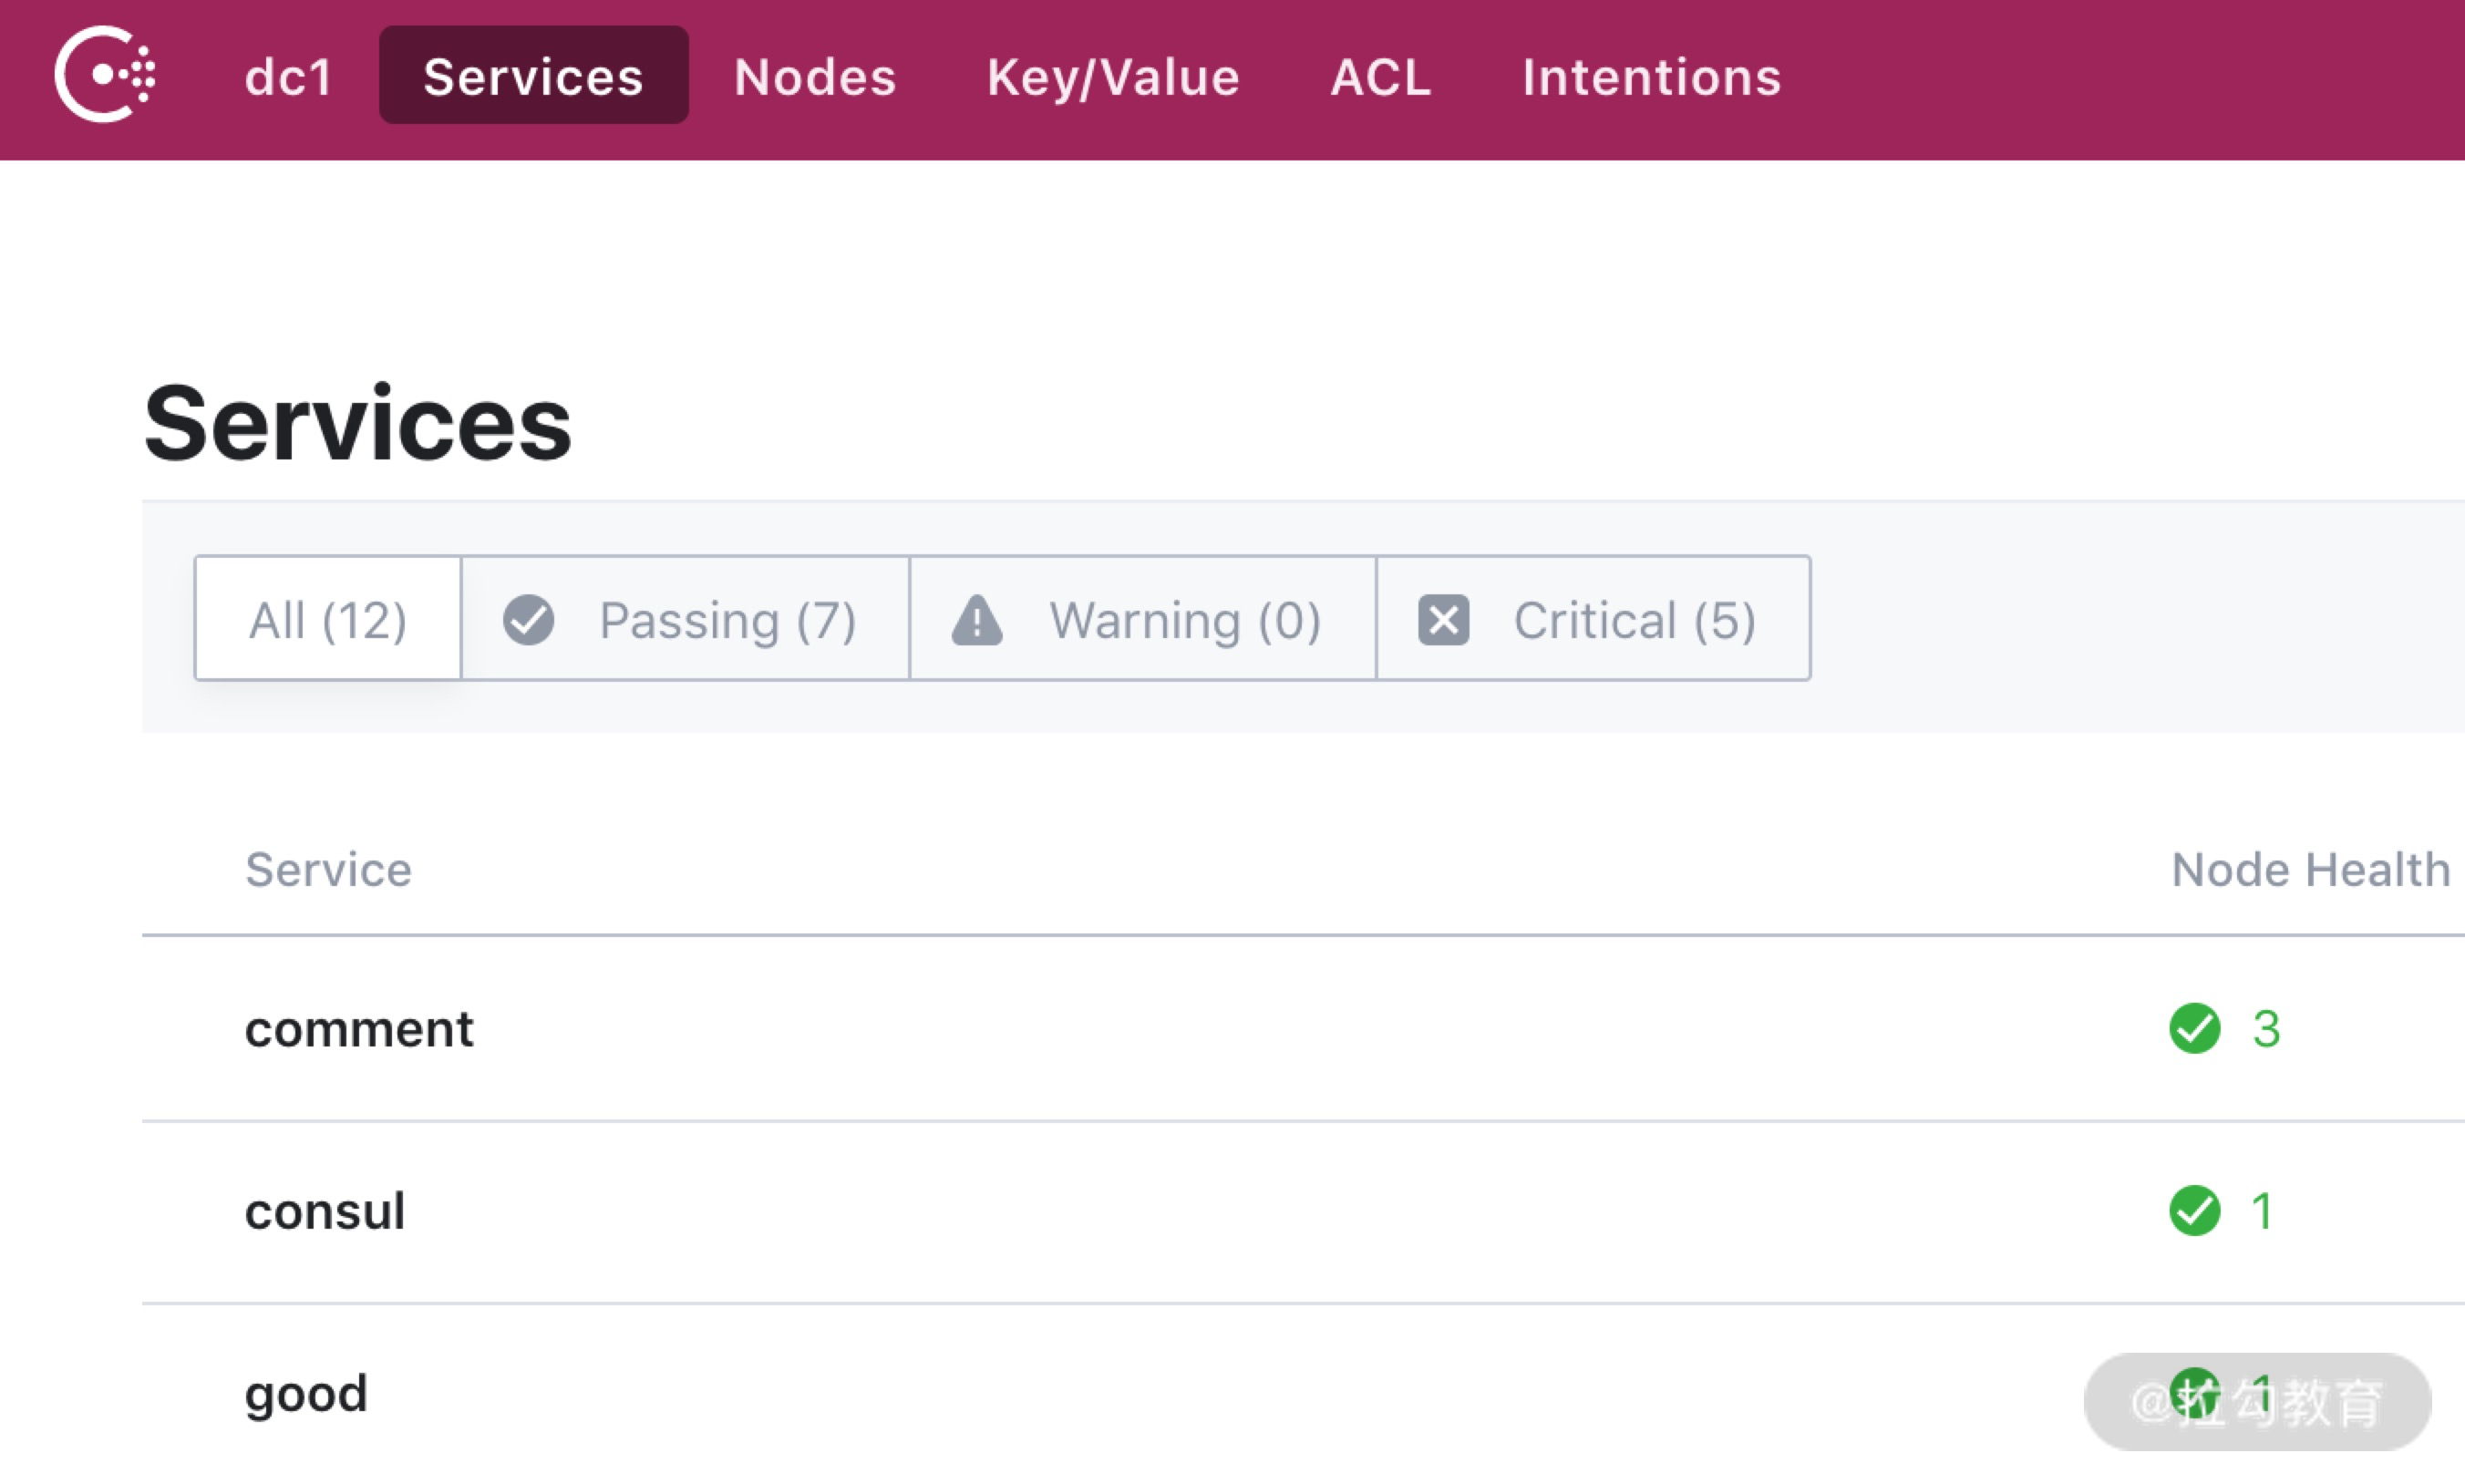 dc1 Services Nodes Key/Value ACL Intentions
Services
All (12) Passing (7) Warning (0) Critical (5)
Service Node Health
comment 3
consul 1
good 1
@拉勾教育